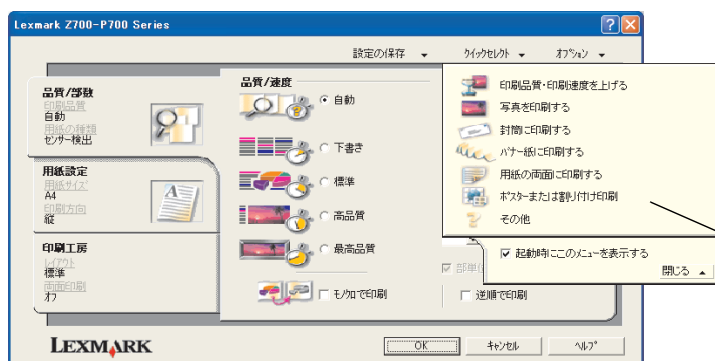 Lexmark Z700-P700 Series
設定の保存
クイックセレクト
オプション
品質/部数
印刷品質
自動
用紙の種類
センサー検出
用紙設定
用紙サイズ
A4
印刷方向
縦
印刷工房
レイアウト
標準
両面印刷
オフ
品質/速度
自動
下書き
標準
高品質
最高品質
モノクロで印刷
印刷品質・印刷速度を上げる
写真を印刷する
封筒に印刷する
バナー紙に印刷する
用紙の両面に印刷する
ポスターまたは割り付け印刷
その他
起動時にこのメニューを表示する
閉じる
部単位
逆順で印刷
LEXMARK
OK
キャンセル
ヘルプ